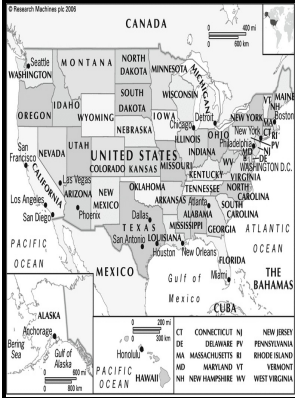 © Research Machines plc 2006
CANADA
0 400 mi
0 600 km
Seattle
WASHINGTON
MONTANA
NORTH
DAKOTA
MINNESOTA
MICHIGAN
VT
MAINE
NH
Boston
MA
OREGON
IDAHO
WYOMING
SOUTH
DAKOTA
WISCONSIN
Detroit
NEW YORK
New York
CT
RI
Philadelphia
PV
NJ
MD
DE
WASHINGTON D.C.
NEBRASKA
IOWA
Chicago
ILLINOIS
INDIANA
OHIO
WV
VIRGINIA
San
Francisco
NEVADA
UTAH
UNITED STATES
COLORADO
KANSAS
MISSOURI
KENTUCKY
CALIFORNIA
Las Vegas
Los Angeles
San Diego
ARIZONA
Phoenix
NEW
MEXICO
OKLAHOMA
ARKANSAS
TENNESSEE
NORTH
CAROLINA
SOUTH
CAROLINA
Atlanta
Dallas
TEXAS
San Antonio
LOUISIANA
ALABAMA
MISSISSIPPI
GEORGIA
ATLANTIC
OCEAN
Houston
New Orleans
FLORIDA
PACIFIC
OCEAN
MEXICO
Gulf of
Mexico
Miami
THE
BAHAMAS
CUBA
ALASKA
Anchorage
Bering
Sea
Gulf of
Alaska
0 600 mi
0 800 km
0 200 mi
0 300 km
Honolulu
PACIFIC
OCEAN
HAWAII
CT CONNECTICUT NJ NEW JERSEY
DE DELAWARE PV PENNSYLVANIA
MA MASSACHUSETTS RI RHODE ISLAND
MD MARYLAND VT VERMONT
NH NEW HAMPSHIRE WV WEST VIRGINIA